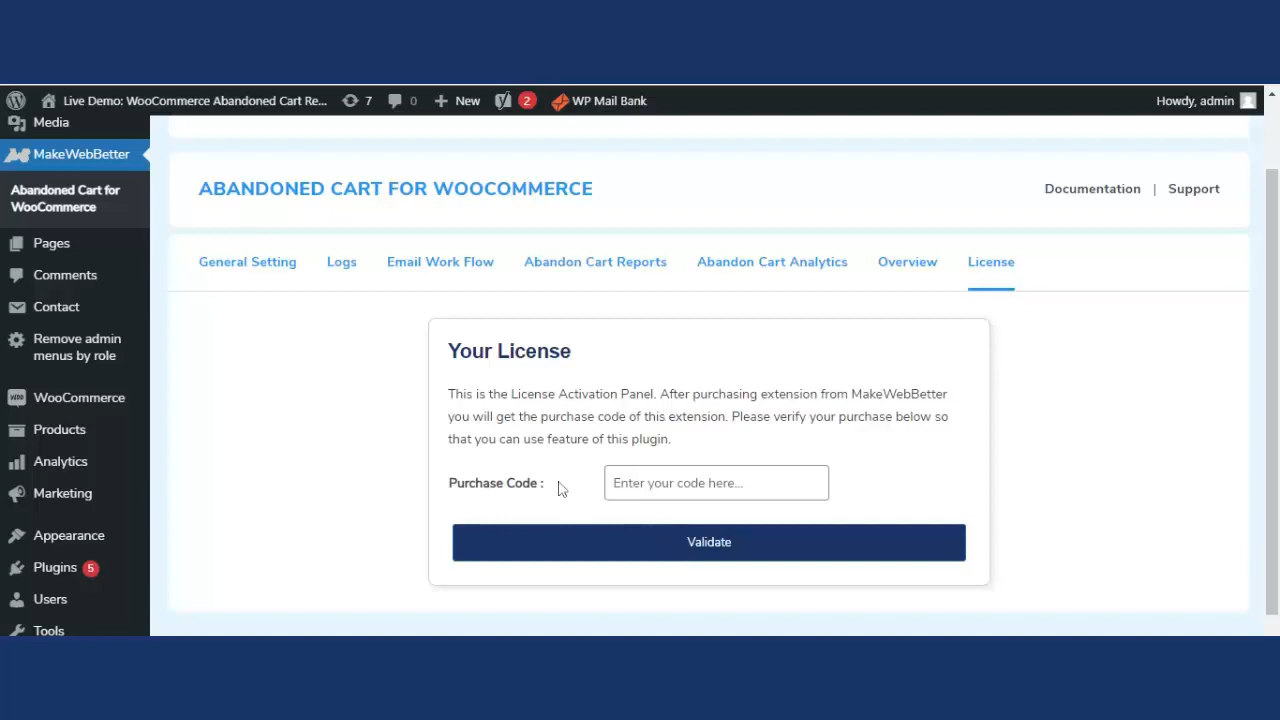 Live Demo: WooCommerce Abandoned Cart Re... 7 0 New 2 WP Mail Bank Howdy, admin
Media
MakeWebBetter
Abandoned Cart for
WooCommerce
Pages
Comments
Contact
Remove admin
menus by role
WooCommerce
Products
Analytics
Marketing
Appearance
Plugins 5
Users
Tools
ABANDONED CART FOR WOOCOMMERCE
Documentation | Support
General Setting Logs Email Work Flow Abandon Cart Reports Abandon Cart Analytics Overview License
Your License
This is the License Activation Panel. After purchasing extension from MakeWebBetter
you will get the purchase code of this extension. Please verify your purchase below so
that you can use feature of this plugin.
Purchase Code : Enter your code here...
Validate